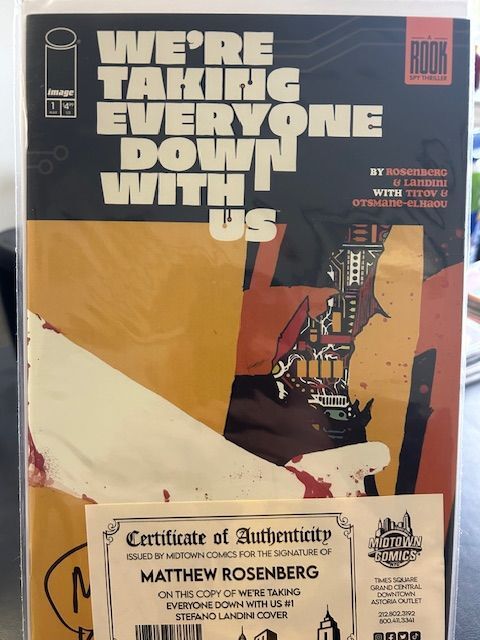 WE'RE
TAKING
EVERYONE
DOWN
WITH
US
image
1 $4.99
MAR US
A
ROOK
SPY THRILLER
BY ROSENBERG
& LANDINI
WITH TITOV &
OTSMANE-ELHAOU
Certificate of Authenticity
ISSUED BY MIDTOWN COMICS FOR THE SIGNATURE OF
MATTHEW ROSENBERG
ON THIS COPY OF WE'RE TAKING
EVERYONE DOWN WITH US #1
STEFANO LANDINI COVER
MIDTOWN
COMICS
TIMES SQUARE
GRAND CENTRAL
DOWNTOWN
ASTORIA OUTLET
212.302.8192
800.411.3341